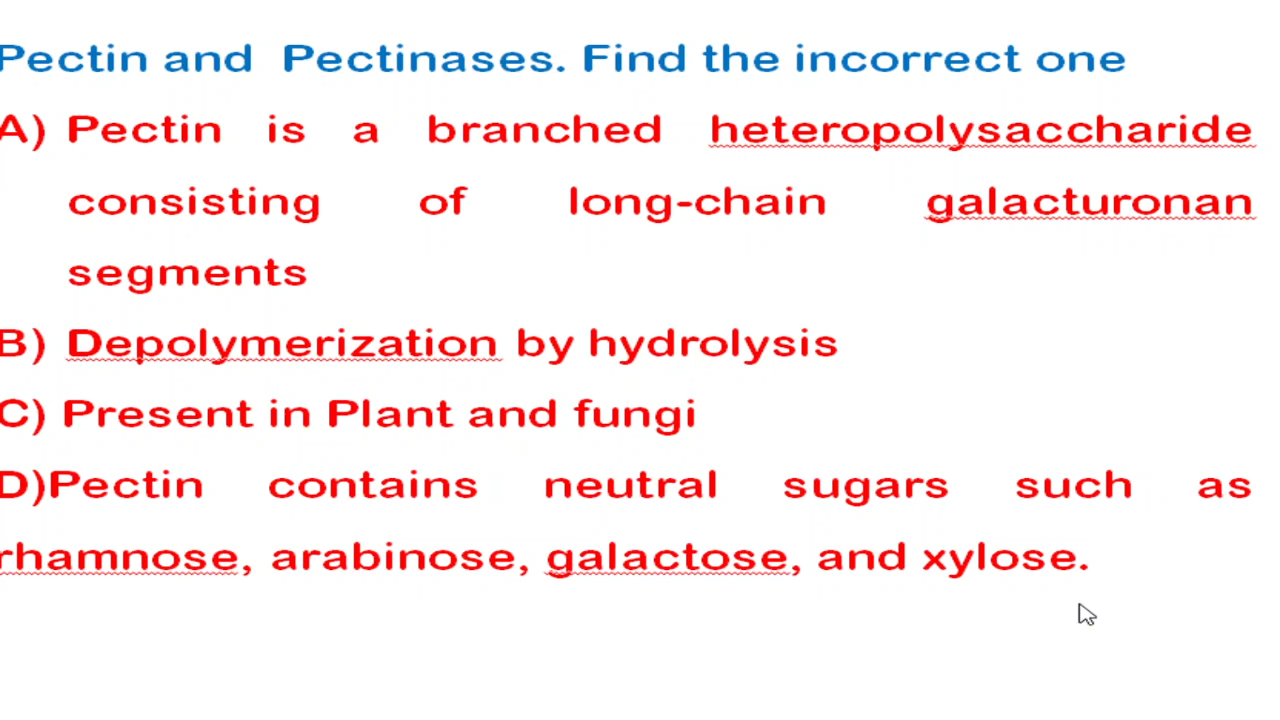 Pectin and Pectinases. Find the incorrect one
A) Pectin is a branched heteropolysaccharide
consisting of long-chain galacturonan
segments
B) Depolymerization by hydrolysis
C) Present in Plant and fungi
D)Pectin contains neutral sugars such as
rhamnose, arabinose, galactose, and xylose.